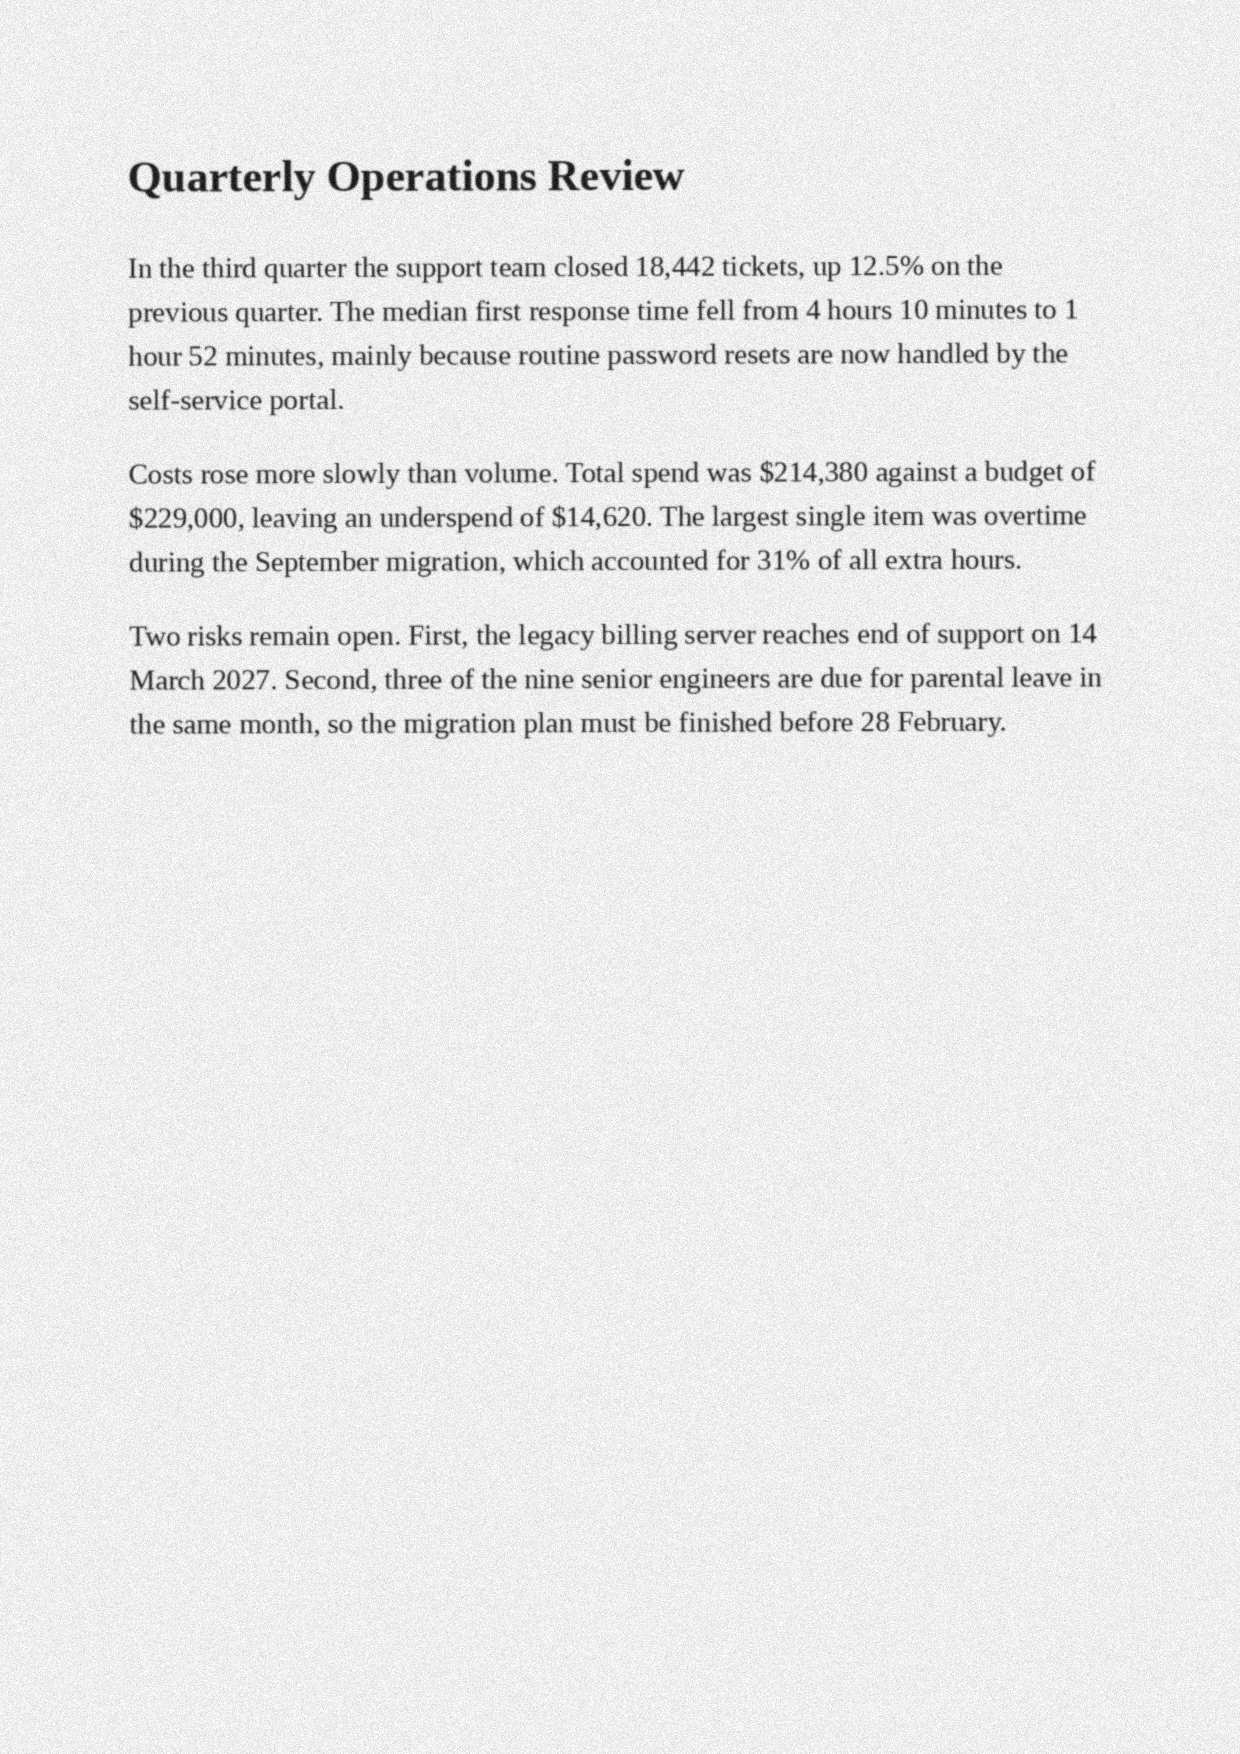 Quarterly Operations Review
In the third quarter the support team closed 18,442 tickets, up 12.5% on the
previous quarter. The median first response time fell from 4 hours 10 minutes to 1
hour 52 minutes, mainly because routine password resets are now handled by the
self-service portal.
Costs rose more slowly than volume. Total spend was $214,380 against a budget of
$229,000, leaving an underspend of $14,620. The largest single item was overtime
during the September migration, which accounted for 31% of all extra hours.
Two risks remain open. First, the legacy billing server reaches end of support on 14
March 2027. Second, three of the nine senior engineers are due for parental leave in
the same month, so the migration plan must be finished before 28 February.